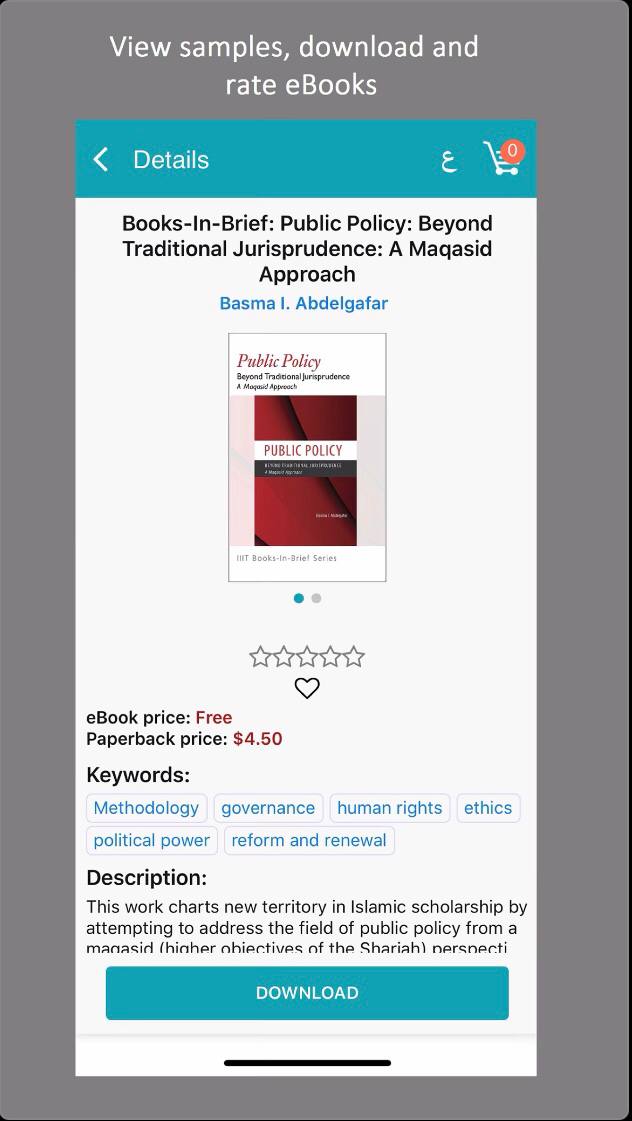 View samples, download and
rate eBooks
Details
ع
0
Books-In-Brief: Public Policy: Beyond
Traditional Jurisprudence: A Maqasid
Approach
Basma I. Abdelgafar
Public Policy
Beyond Traditional Jurisprudence
A Maqasid Approach
PUBLIC POLICY
BEYOND TRADITIONAL JURISPRUDENCE
A Maqasid Approach
Basma I. Abdelgafar
IIIT Books-In-Brief Series
eBook price: Free
Paperback price: $4.50
Keywords:
Methodology governance human rights ethics
political power reform and renewal
Description:
This work charts new territory in Islamic scholarship by
attempting to address the field of public policy from a
maqasid (higher objectives of the Shariah) perspecti
DOWNLOAD